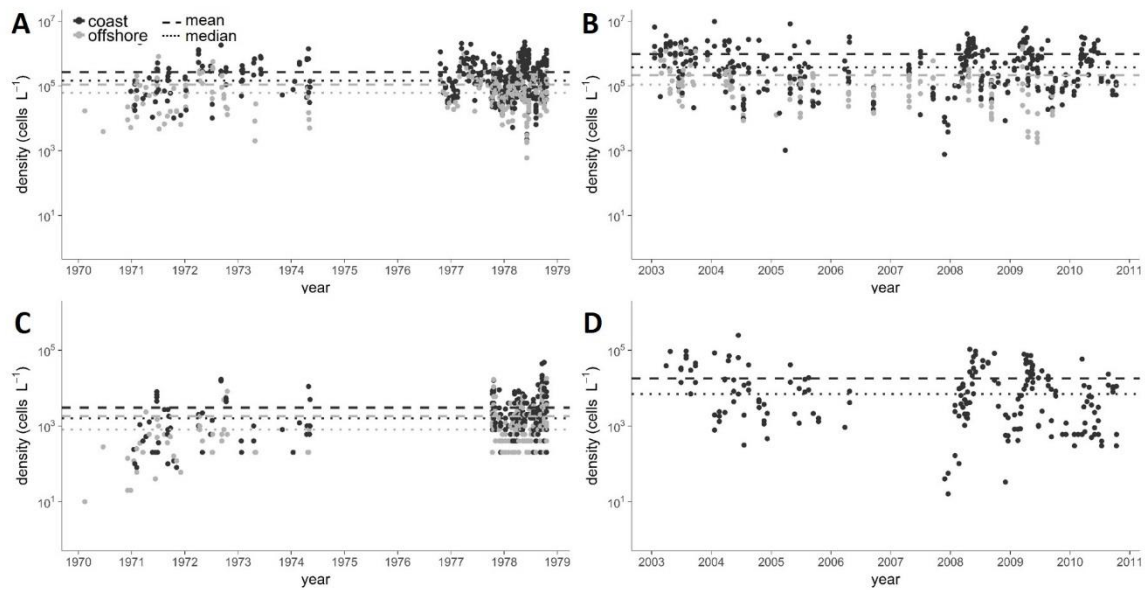 A
coast
offshore
mean
median
density (cells L⁻¹)
10⁷
10⁵
10³
10¹
1970 1971 1972 1973 1974 1975 1976 1977 1978 1979
year
B
density (cells L⁻¹)
10⁷
10⁵
10³
10¹
2003 2004 2005 2006 2007 2008 2009 2010 2011
year
C
density (cells L⁻¹)
10⁵
10³
10¹
1970 1971 1972 1973 1974 1975 1976 1977 1978 1979
year
D
density (cells L⁻¹)
10⁵
10³
10¹
2003 2004 2005 2006 2007 2008 2009 2010 2011
year